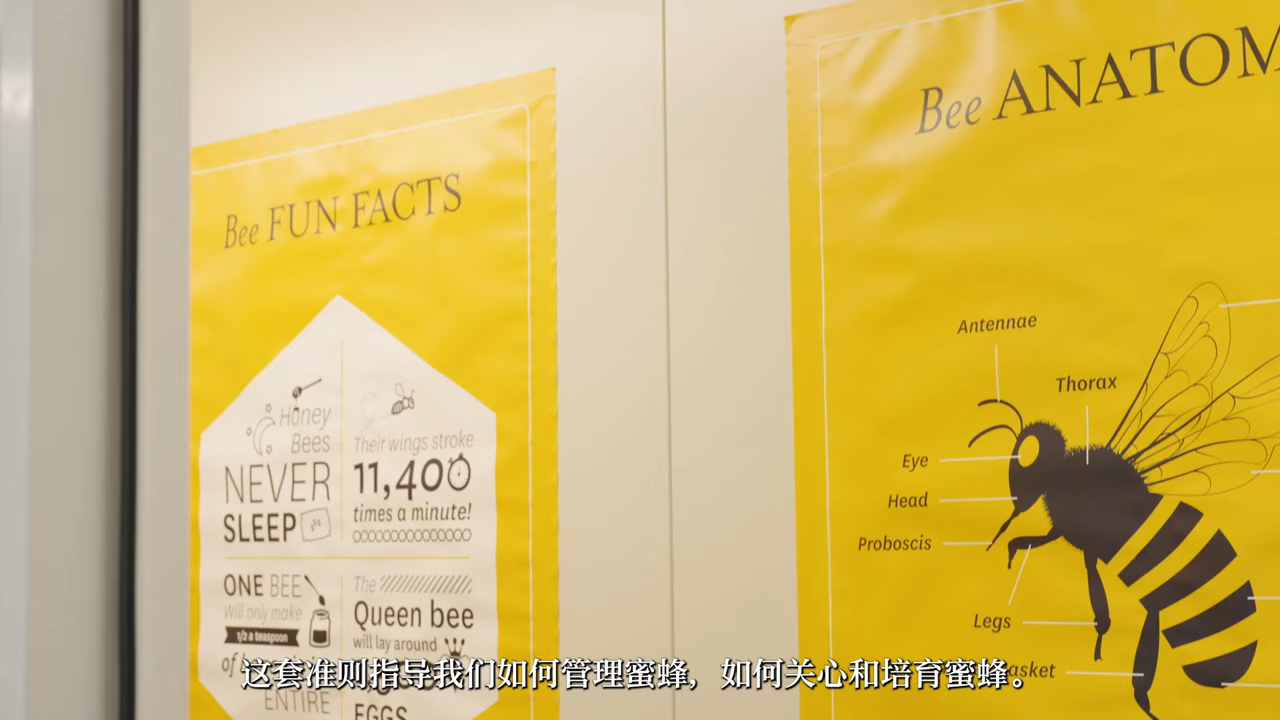 Bee FUN FACTS
Honey
Bees
NEVER
SLEEP
Their wings stroke
11,400
times a minute!
ONE BEE
Will only make
1/2 a teaspoon
of
ENTIRE
The
Queen bee
will lay around
EGGS
Bee
Antennae
Thorax
Eye
Head
Proboscis
Legs
这套准则指导我们如何管理蜜蜂，如何关心和培育蜜蜂。